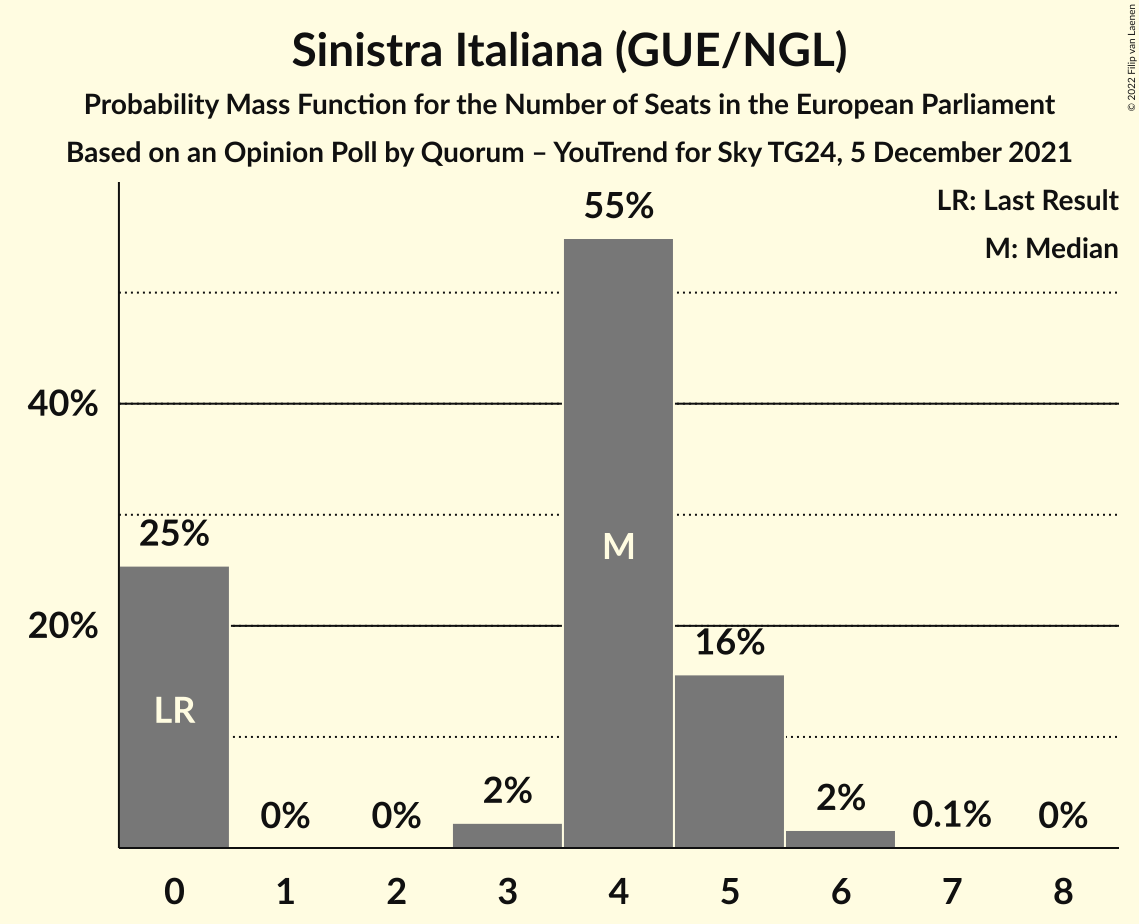 Sinistra Italiana (GUE/NGL)
Probability Mass Function for the Number of Seats in the European Parliament
Based on an Opinion Poll by Quorum – YouTrend for Sky TG24, 5 December 2021
© 2022 Filip van Laenen
LR: Last Result
M: Median
55%
40%
25%
M
20%
16%
LR
2%
2%
0%
0%
0.1%
0%
0 1 2 3 4 5 6 7 8